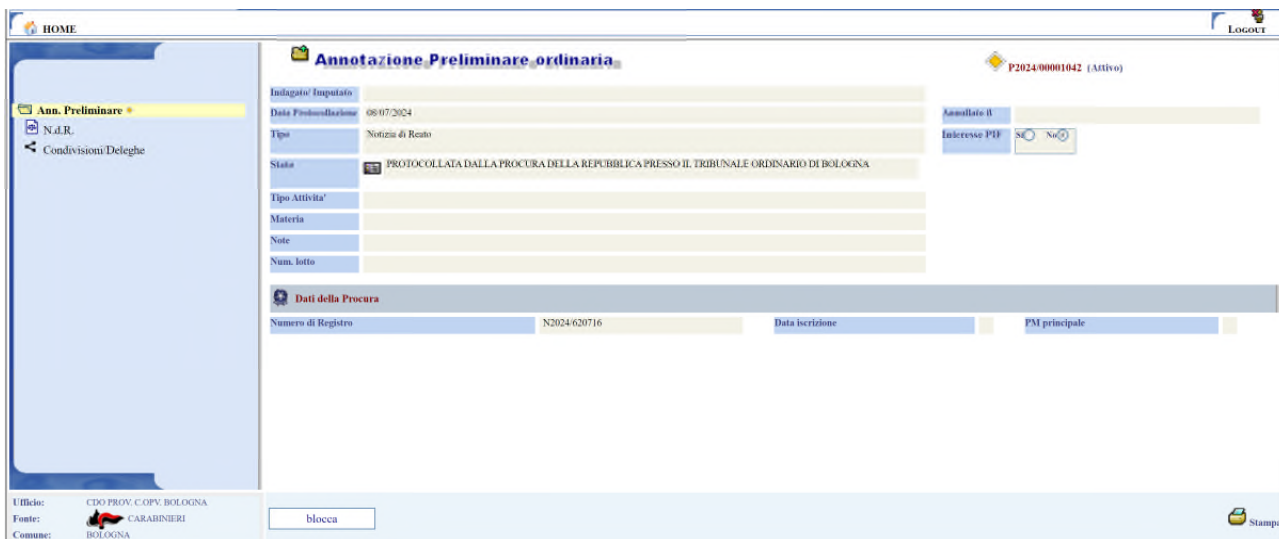 HOME
LOGOUT
Annotazione Preliminare ordinaria
P2024/00001042 (Attivo)
Ann. Preliminare
N.d.R.
Condivisioni/Deleghe
Indagato/ Imputato
Data Protocollazione 08/07/2024 Annullato il
Tipo Notizia di Reato Interesse PIF SI No
Stato PROTOCOLLATA DALLA PROCURA DELLA REPUBBLICA PRESSO IL TRIBUNALE ORDINARIO DI BOLOGNA
Tipo Attivita'
Materia
Note
Num. lotto
Dati della Procura
Numero di Registro N2024/620716 Data iscrizione PM principale
Ufficio: CDO PROV. C.OPV. BOLOGNA
Fonte: CARABINIERI
Comune: BOLOGNA
blocca
Stampa